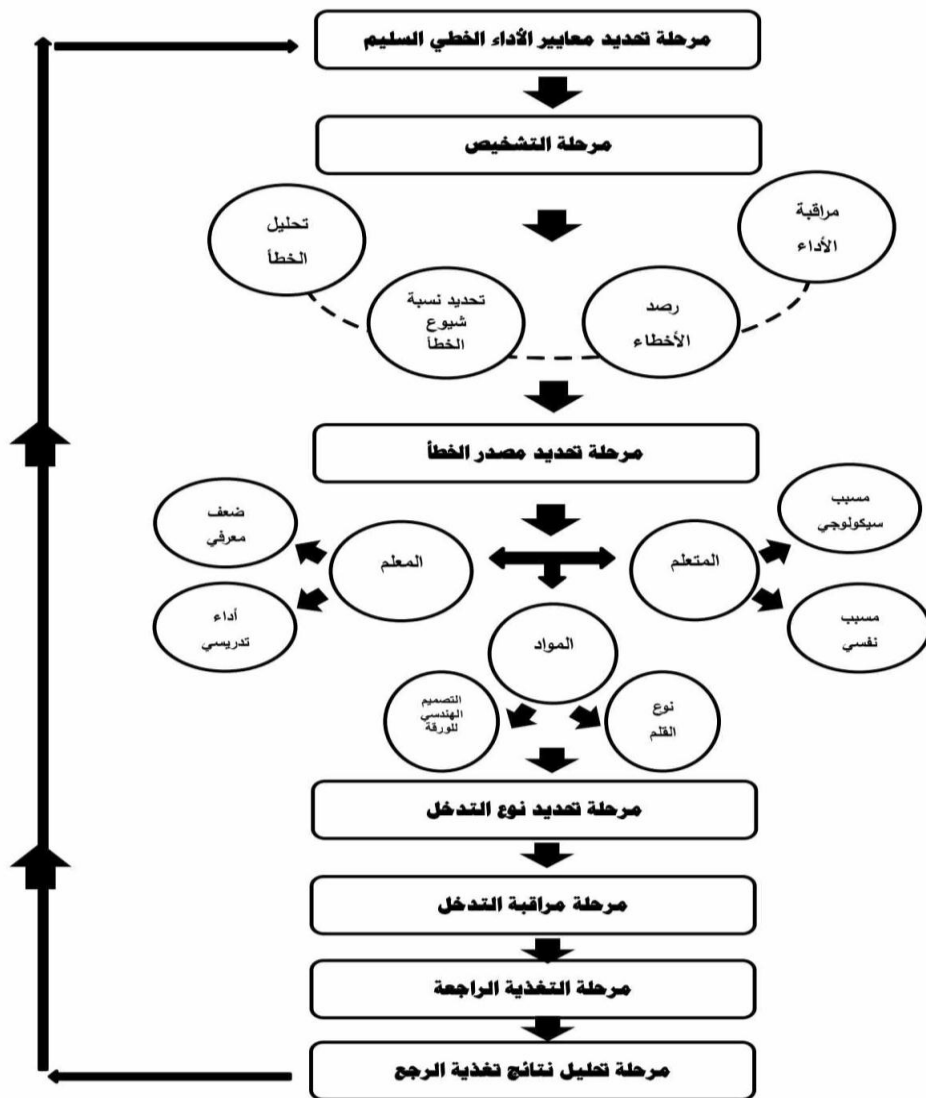 مرحلة تحديد معايير الأداء الخطي السليم
مرحلة التشخيص
مراقبة
الأداء
رصد
الأخطاء
تحديد نسبة
شيوع
الخطأ
تحليل
الخطأ
مرحلة تحديد مصدر الخطأ
المتعلم
مسبب
سيكولوجي
مسبب
نفسي
المعلم
ضعف
معرفي
أداء
تدريسي
المواد
نوع
القلم
التصميم
الهندسي
للورقة
مرحلة تحديد نوع التدخل
مرحلة مراقبة التدخل
مرحلة التغذية الراجعة
مرحلة تحليل نتائج تغذية الرجع